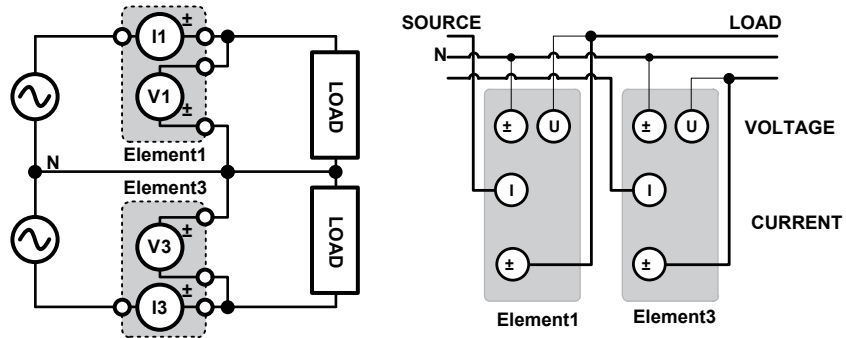 I1
±
V1
±
Element1
LOAD
N
Element3
V3
±
I3
±
LOAD
SOURCE
LOAD
N
± U
± U
VOLTAGE
I
I
CURRENT
±
±
Element1
Element3